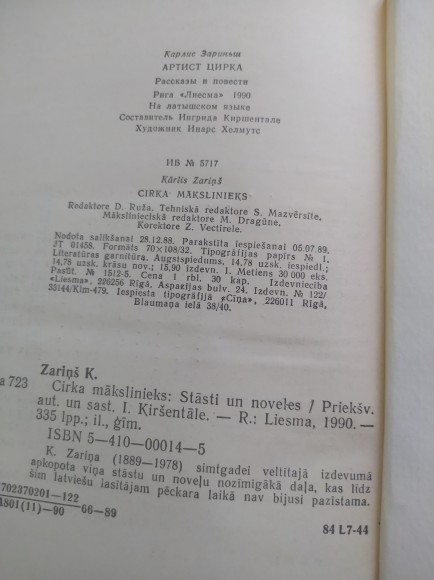 Карлис Зариньш
АРТИСТ ЦИРКА
Рассказы и повести
Рига «Лиесма» 1990
На латышском языке
Составитель Ингрида Киршентале
Художник Инарс Хелмутс
ИБ № 5717
Kārlis Zariņš
CIRKA MĀKSLINIEKS
Redaktore D. Ruža. Tehniskā redaktore S. Mazvērsīte,
Mākslinieciskā redaktore M. Dragūne,
Korektore Z. Vectirele.
Nodota salikšanai 28.12.88. Parakstīta iespiešanai 05.07.89.
JT 01458. Formāts 70×108/32. Tipogrāfijas papīrs № 1.
Literatūras garnitūra. Augstspiedums. 14,78 uzsk. iespiedl.;
14,78 uzsk. krāsu nov.; 15,90 izdevn. l. Metiens 30 000 eks.
Pasūt. № 1512-5. Cena 1 rbl. 30 kap. Izdevniecība
«Liesma», 226256 Rīgā, Aspazijas bulv. 24. Izdevn. № 122/
33144/Kļm-479. Iespiesta tipogrāfijā «Cīņa», 226011 Rīgā,
Blaumaņa ielā 38/40.
Zariņš K.
a 723 Cirka mākslinieks: Stāsti un noveles / Priekšv.
aut. un sast. I. Kiršentāle. — R.: Liesma, 1990. —
335 lpp.; il., ģīm.
ISBN 5—410—00014—5
K. Zariņa (1889—1978) simtgadei veltītajā izdevumā
apkopota viņa stāstu un noveļu nozīmīgākā daļa, kas līdz
šim latviešu lasītājam pēckara laikā nav bijusi pazīstama.
702370201—122
A801(11)—90 66—89
84 L7-44